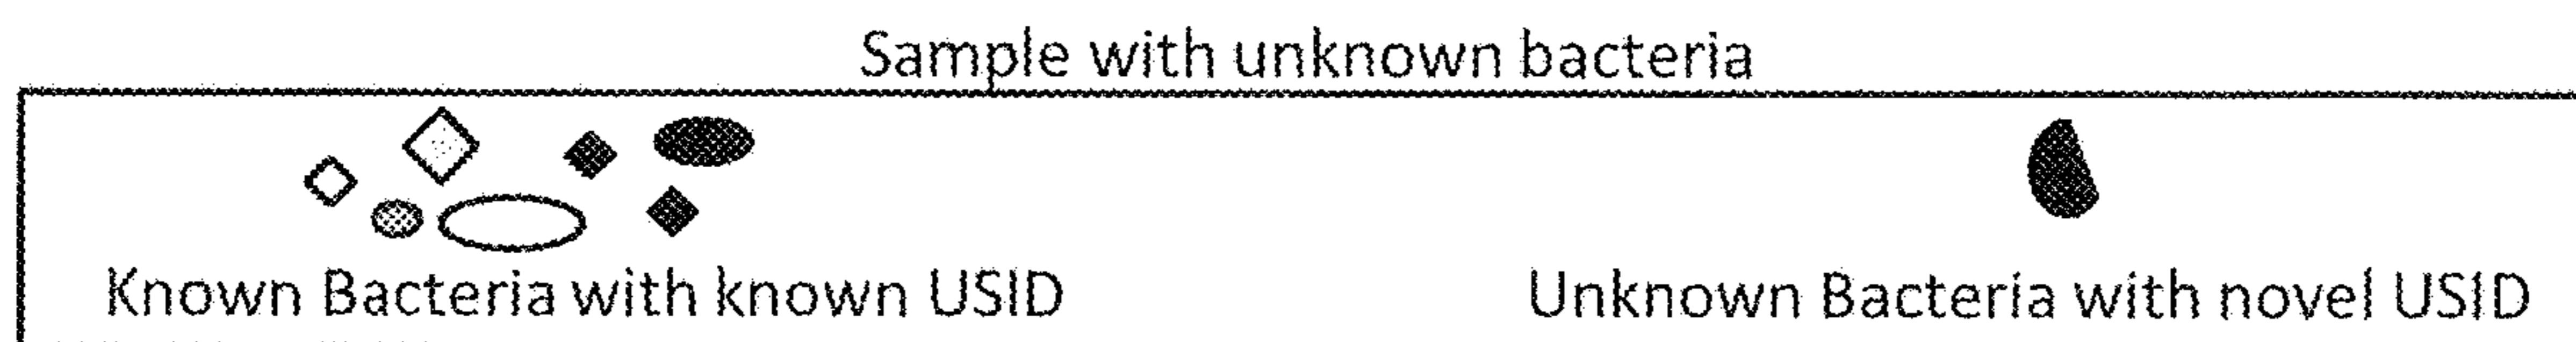 Sample with unknown bacteria
Known Bacteria with known USID
Unknown Bacteria with novel USID